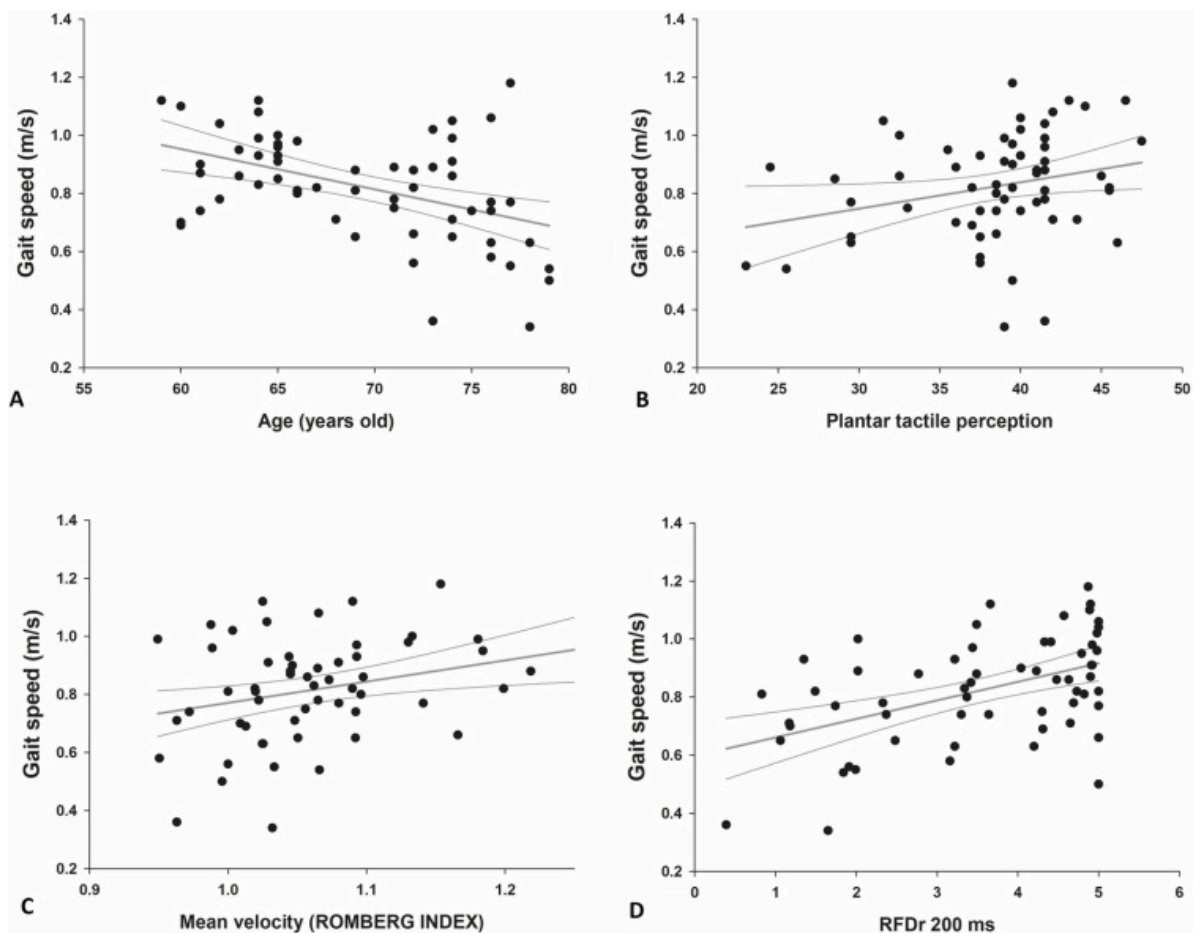 1.4
1.2
1.0
0.8
0.6
0.4
0.2
Gait speed (m/s)
55 60 65 70 75 80
Age (years old)
A
1.4
1.2
1.0
0.8
0.6
0.4
0.2
Gait speed (m/s)
20 25 30 35 40 45 50
Plantar tactile perception
B
1.4
1.2
1.0
0.8
0.6
0.4
0.2
Gait speed (m/s)
0.9 1.0 1.1 1.2
Mean velocity (ROMBERG INDEX)
C
1.4
1.2
1.0
0.8
0.6
0.4
0.2
Gait speed (m/s)
0 1 2 3 4 5 6
RFDr 200 ms
D